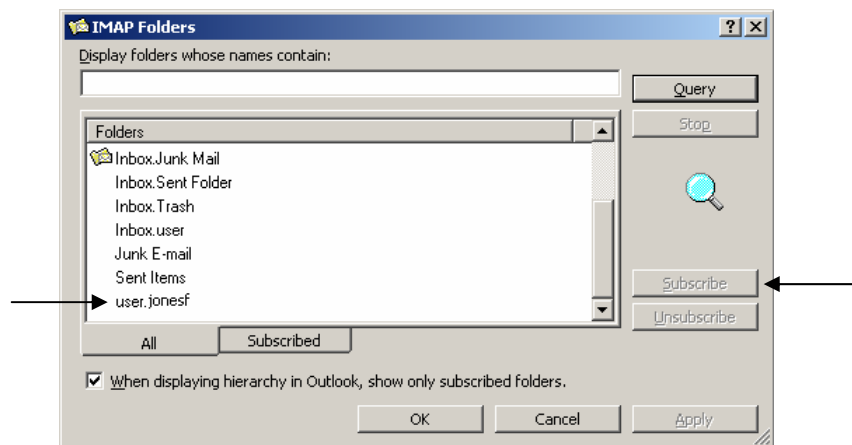 IMAP Folders
Display folders whose names contain:
Query
Stop
Folders
Inbox.Junk Mail
Inbox.Sent Folder
Inbox.Trash
Inbox.user
Junk E-mail
Sent Items
user.jonesf
Subscribe
Unsubscribe
All Subscribed
When displaying hierarchy in Outlook, show only subscribed folders.
OK Cancel Apply